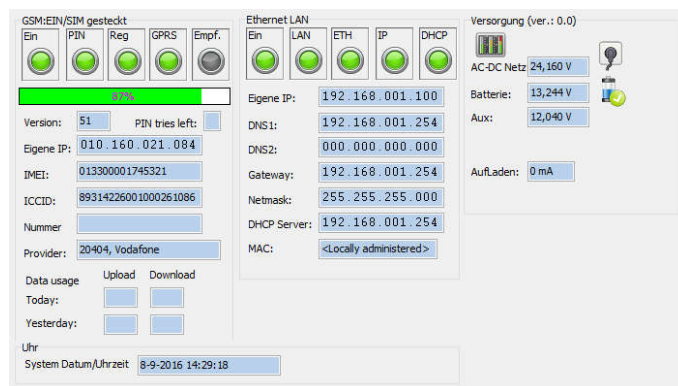 GSM:EIN/SIM gesteckt
Ein PIN Reg GPRS Empf.
87%
Version: 51 PIN tries left:
Eigene IP: 010.160.021.084
IMEI: 013300001745321
ICCID: 89314226001000261086
Nummer
Provider: 20404, Vodafone
Data usage Upload Download
Today:
Yesterday:
Ethernet LAN
Ein LAN ETH IP DHCP
Eigene IP: 192.168.001.100
DNS1: 192.168.001.254
DNS2: 000.000.000.000
Gateway: 192.168.001.254
Netmask: 255.255.255.000
DHCP Server: 192.168.001.254
MAC: <Locally administered>
Versorgung (ver.: 0.0)
AC-DC Netz 24,160 V
Batterie: 13,244 V
Aux: 12,040 V
AufLaden: 0 mA
Uhr
System Datum/Uhrzeit 8-9-2016 14:29:18